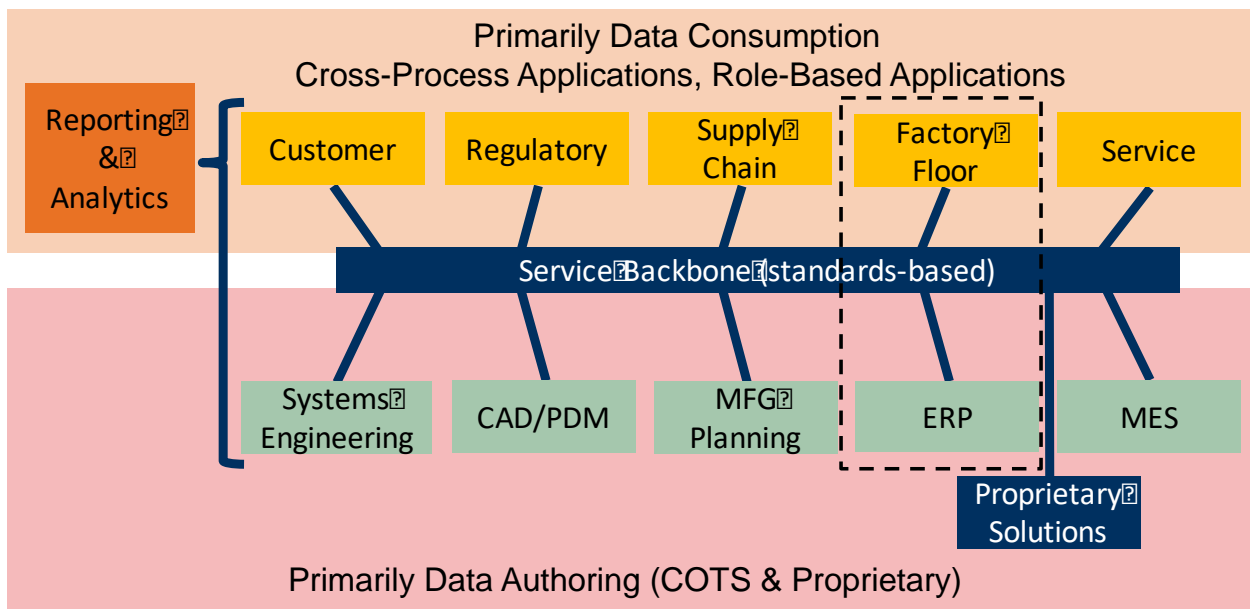 Primarily Data Consumption
Cross-Process Applications, Role-Based Applications
Reporting⍰
&⍰
Analytics
Customer
Regulatory
Supply⍰
Chain
Factory⍰
Floor
Service
Service⍰Backbone⍰(standards-based)
Systems⍰
Engineering
CAD/PDM
MFG⍰
Planning
ERP
MES
Proprietary⍰
Solutions
Primarily Data Authoring (COTS & Proprietary)